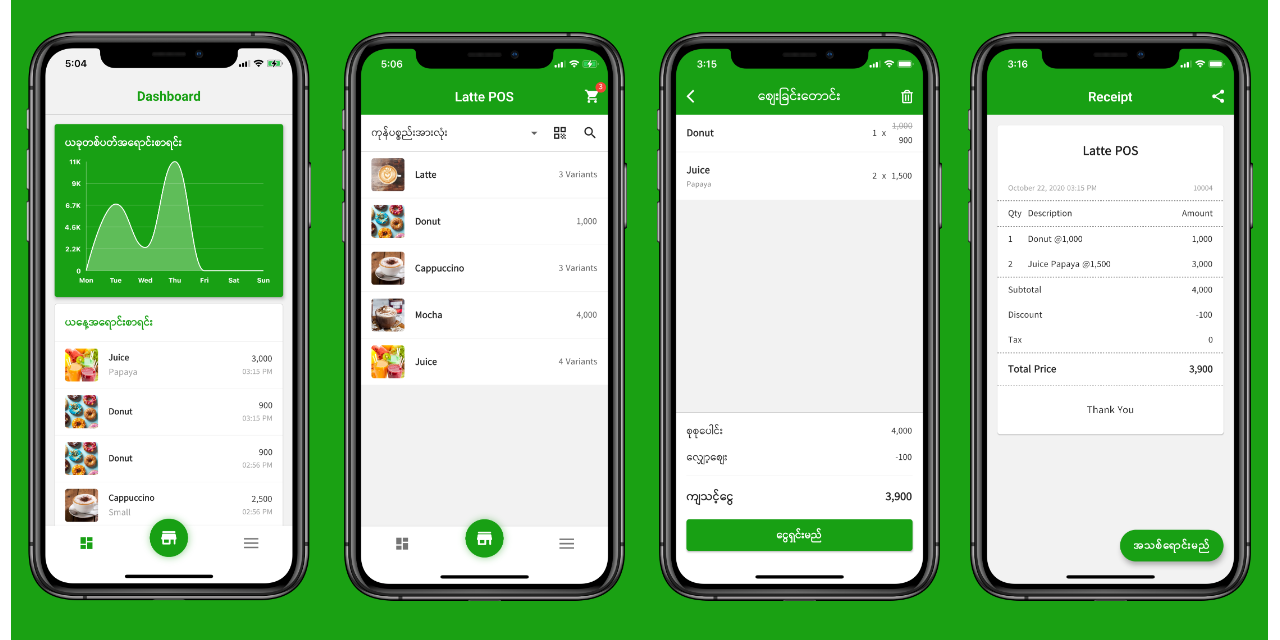 5:04
Dashboard
ယခုတစ်ပတ်အရောင်းစာရင်း
11K
9K
6.7K
4.5K
2.2K
0
Mon Tue Wed Thu Fri Sat Sun
ယနေ့အရောင်းစာရင်း
Juice 3,000
Papaya 03:15 PM
Donut 900
03:15 PM
Donut 900
02:56 PM
Cappuccino 2,500
Small 02:56 PM
5:06
Latte POS
3
ကုန်ပစ္စည်းအားလုံး
Latte 3 Variants
Donut 1,000
Cappuccino 3 Variants
Mocha 4,000
Juice 4 Variants
3:15
ဈေးခြင်းတောင်း
Donut 1 x 1,000
900
Juice 2 x 1,500
Papaya
စုစုပေါင်း 4,000
လျှော့ဈေး -100
ကျသင့်ငွေ 3,900
ငွေရှင်းမည်
3:16
Receipt
Latte POS
October 22, 2020 03:15 PM 10004
Qty Description Amount
1 Donut @1,000 1,000
2 Juice Papaya @1,500 3,000
Subtotal 4,000
Discount -100
Tax 0
Total Price 3,900
Thank You
အသစ်ရောင်းမည်